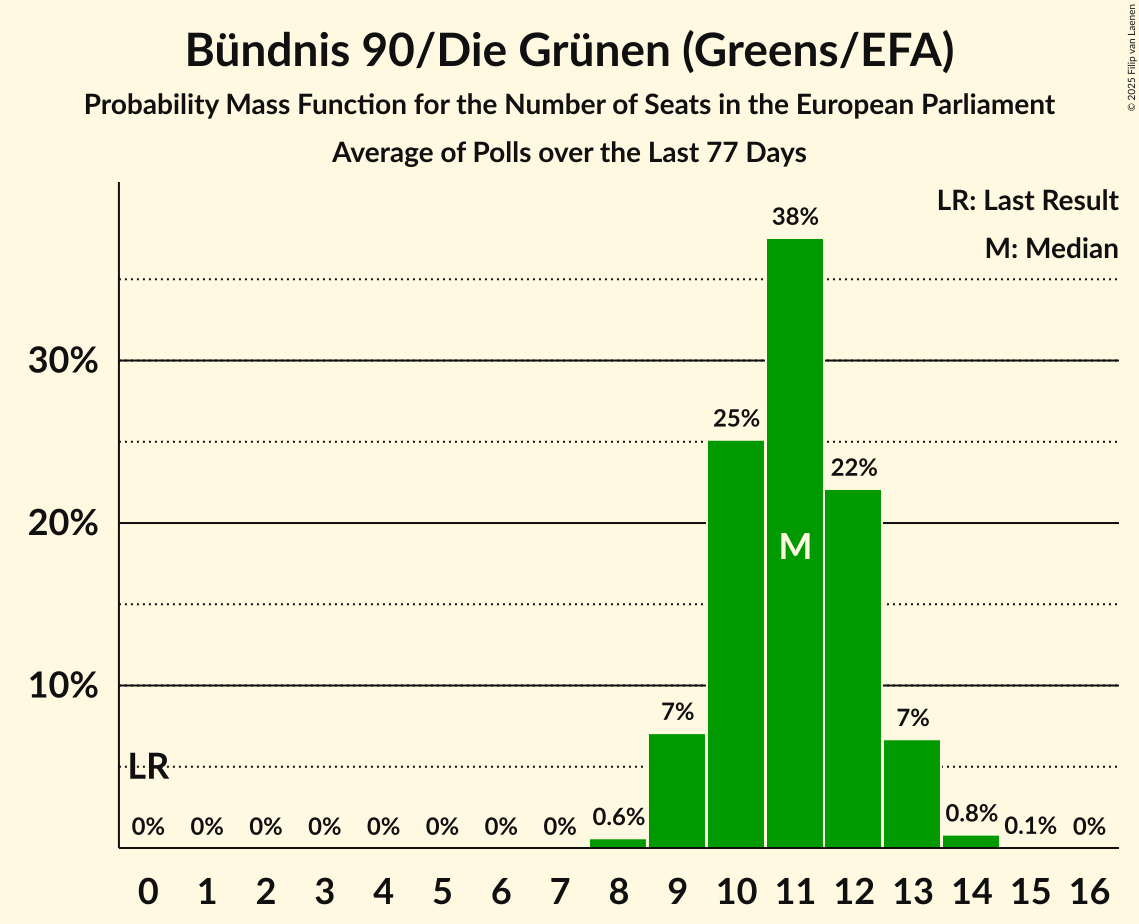 Bündnis 90/Die Grünen (Greens/EFA)
Probability Mass Function for the Number of Seats in the European Parliament
Average of Polls over the Last 77 Days
© 2025 Filip van Laenen
LR: Last Result
M: Median
38%
30%
25%
22%
20%
M
10%
7%
7%
LR
0% 0% 0% 0% 0% 0% 0% 0% 0.6% 0.8% 0.1% 0%
0 1 2 3 4 5 6 7 8 9 10 11 12 13 14 15 16